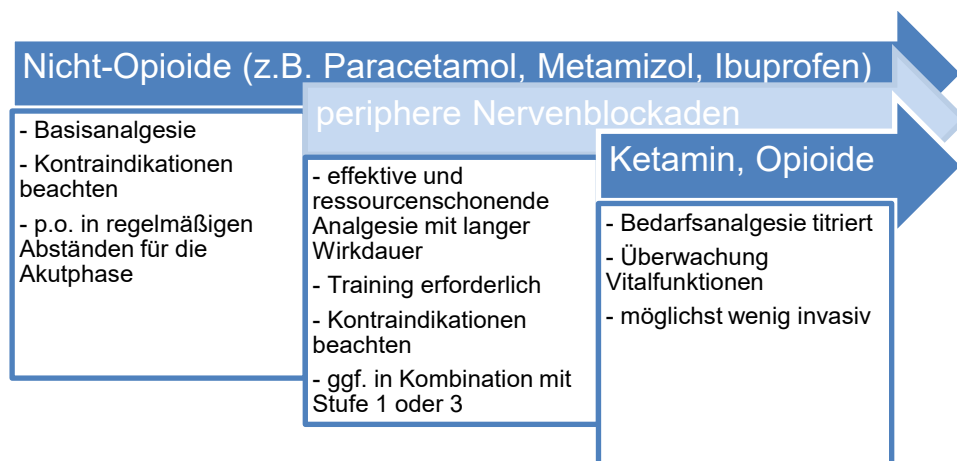 Nicht-Opioide (z.B. Paracetamol, Metamizol, Ibuprofen)
- Basisanalgesie
- Kontraindikationen
beachten
- p.o. in regelmäßigen
Abständen für die
Akutphase
periphere Nervenblockaden
- effektive und
ressourcenschonende
Analgesie mit langer
Wirkdauer
- Training erforderlich
- Kontraindikationen
beachten
- ggf. in Kombination mit
Stufe 1 oder 3
Ketamin, Opioide
- Bedarfsanalgesie titriert
- Überwachung
Vitalfunktionen
- möglichst wenig invasiv